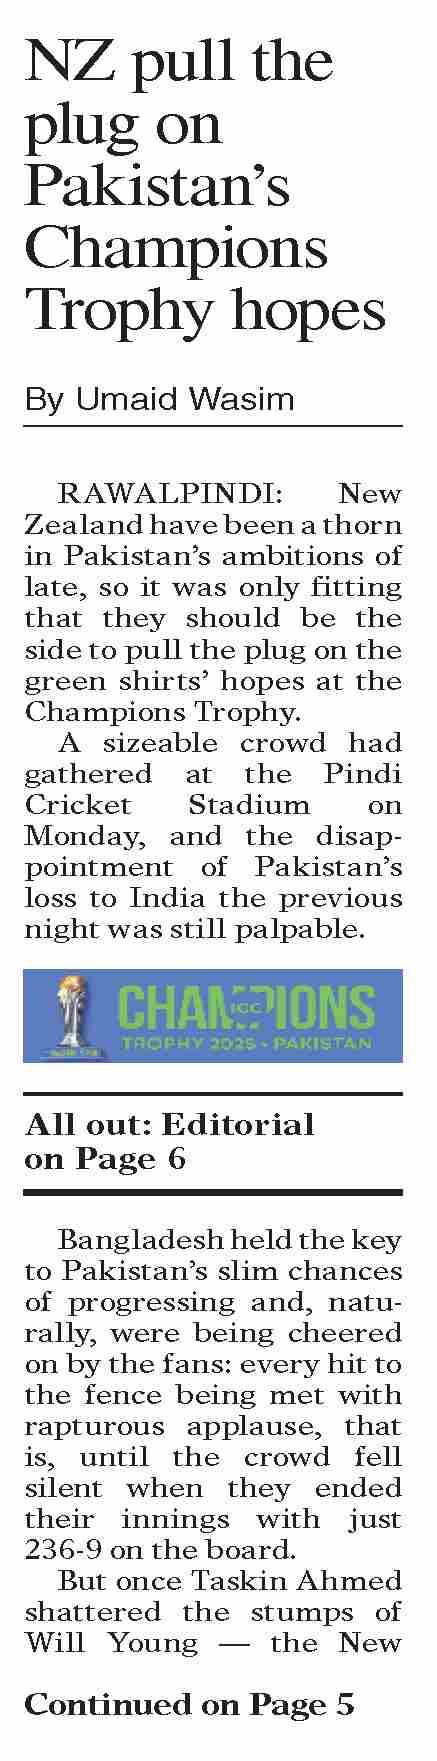 NZ pull the
plug on
Pakistan's
Champions
Trophy hopes
By Umaid Wasim
RAWALPINDI: New
Zealand have been a thorn
in Pakistan's ambitions of
late, so it was only fitting
that they should be the
side to pull the plug on the
green shirts' hopes at the
Champions Trophy.
A sizeable crowd had
gathered at the Pindi
Cricket Stadium on
Monday, and the disap-
pointment of Pakistan's
loss to India the previous
night was still palpable.
CHAMPIONS
ICC
TROPHY 2025 • PAKISTAN
All out: Editorial
on Page 6
Bangladesh held the key
to Pakistan's slim chances
of progressing and, natu-
rally, were being cheered
on by the fans: every hit to
the fence being met with
rapturous applause, that
is, until the crowd fell
silent when they ended
their innings with just
236-9 on the board.
But once Taskin Ahmed
shattered the stumps of
Will Young — the New
Continued on Page 5